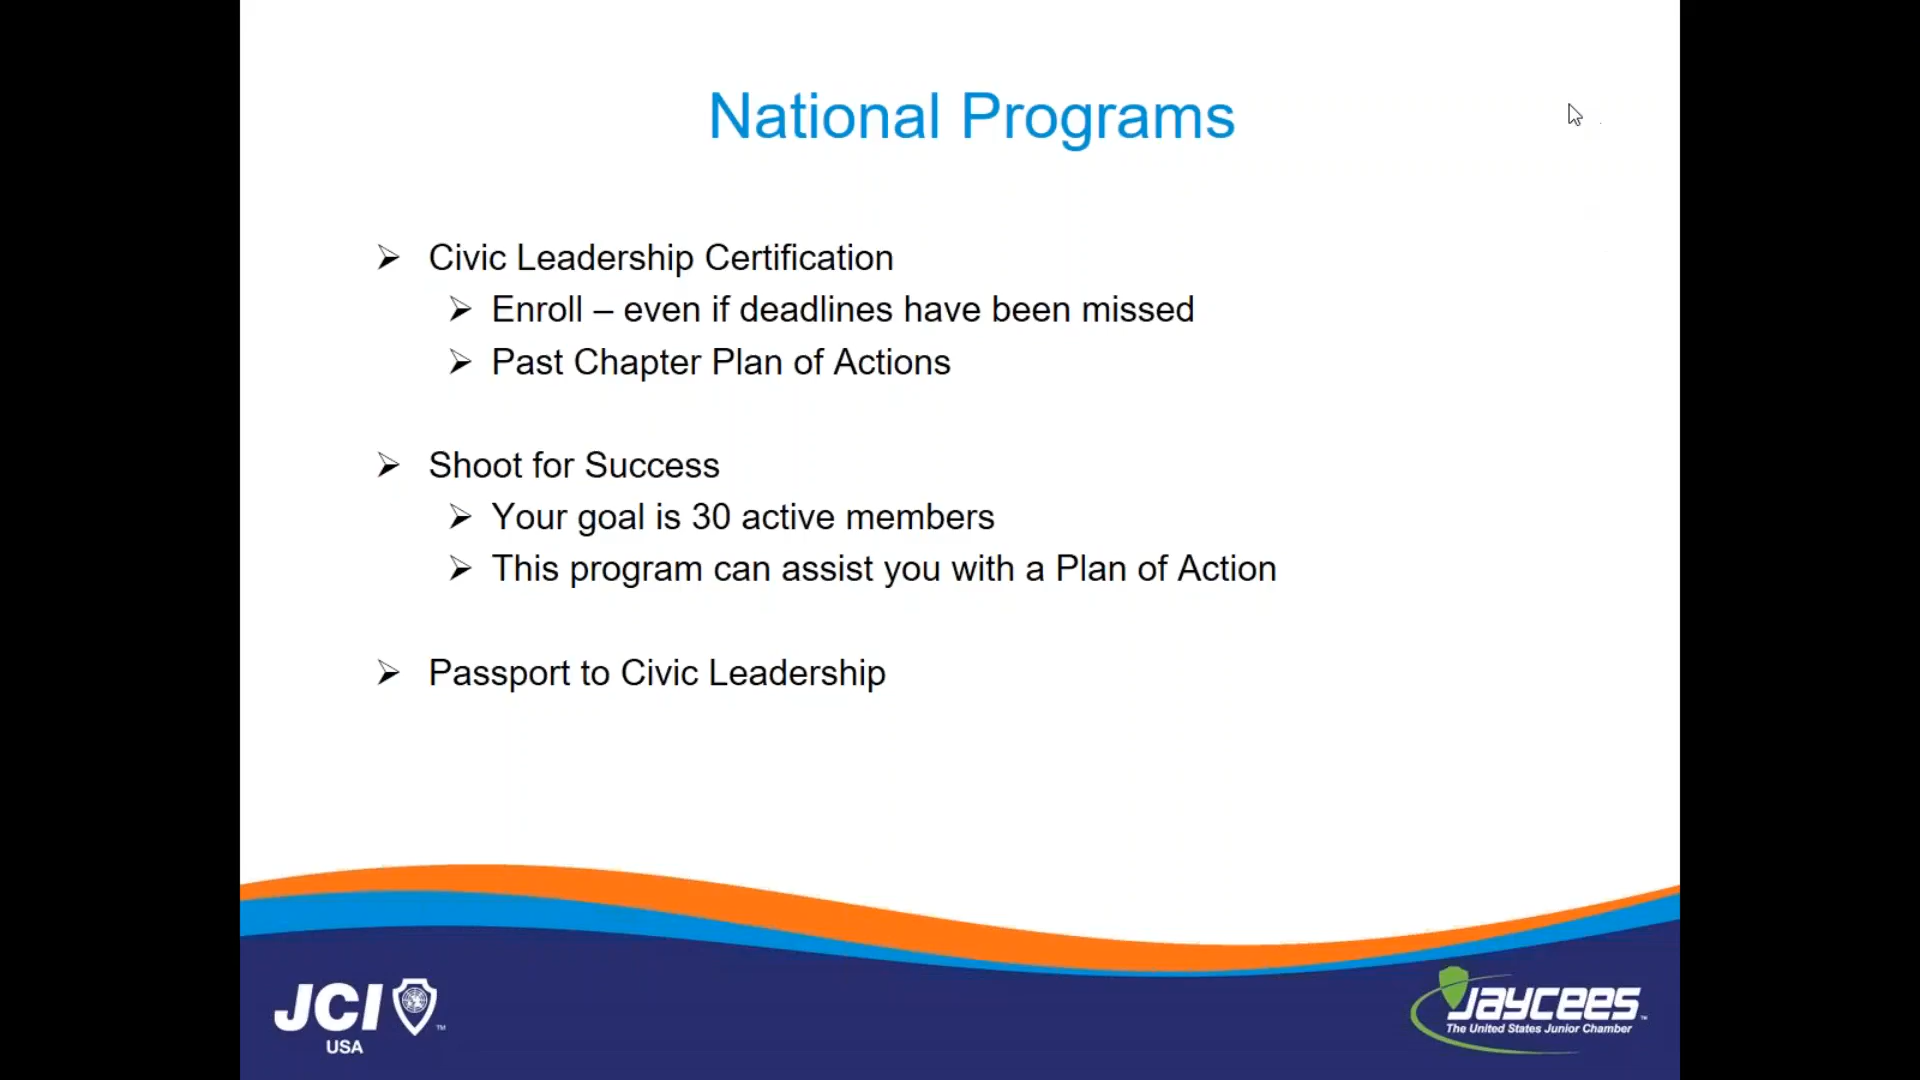 National Programs
Civic Leadership Certification
Enroll – even if deadlines have been missed
Past Chapter Plan of Actions
Shoot for Success
Your goal is 30 active members
This program can assist you with a Plan of Action
Passport to Civic Leadership
JCI ™
USA
Jaycees ™
The United States Junior Chamber